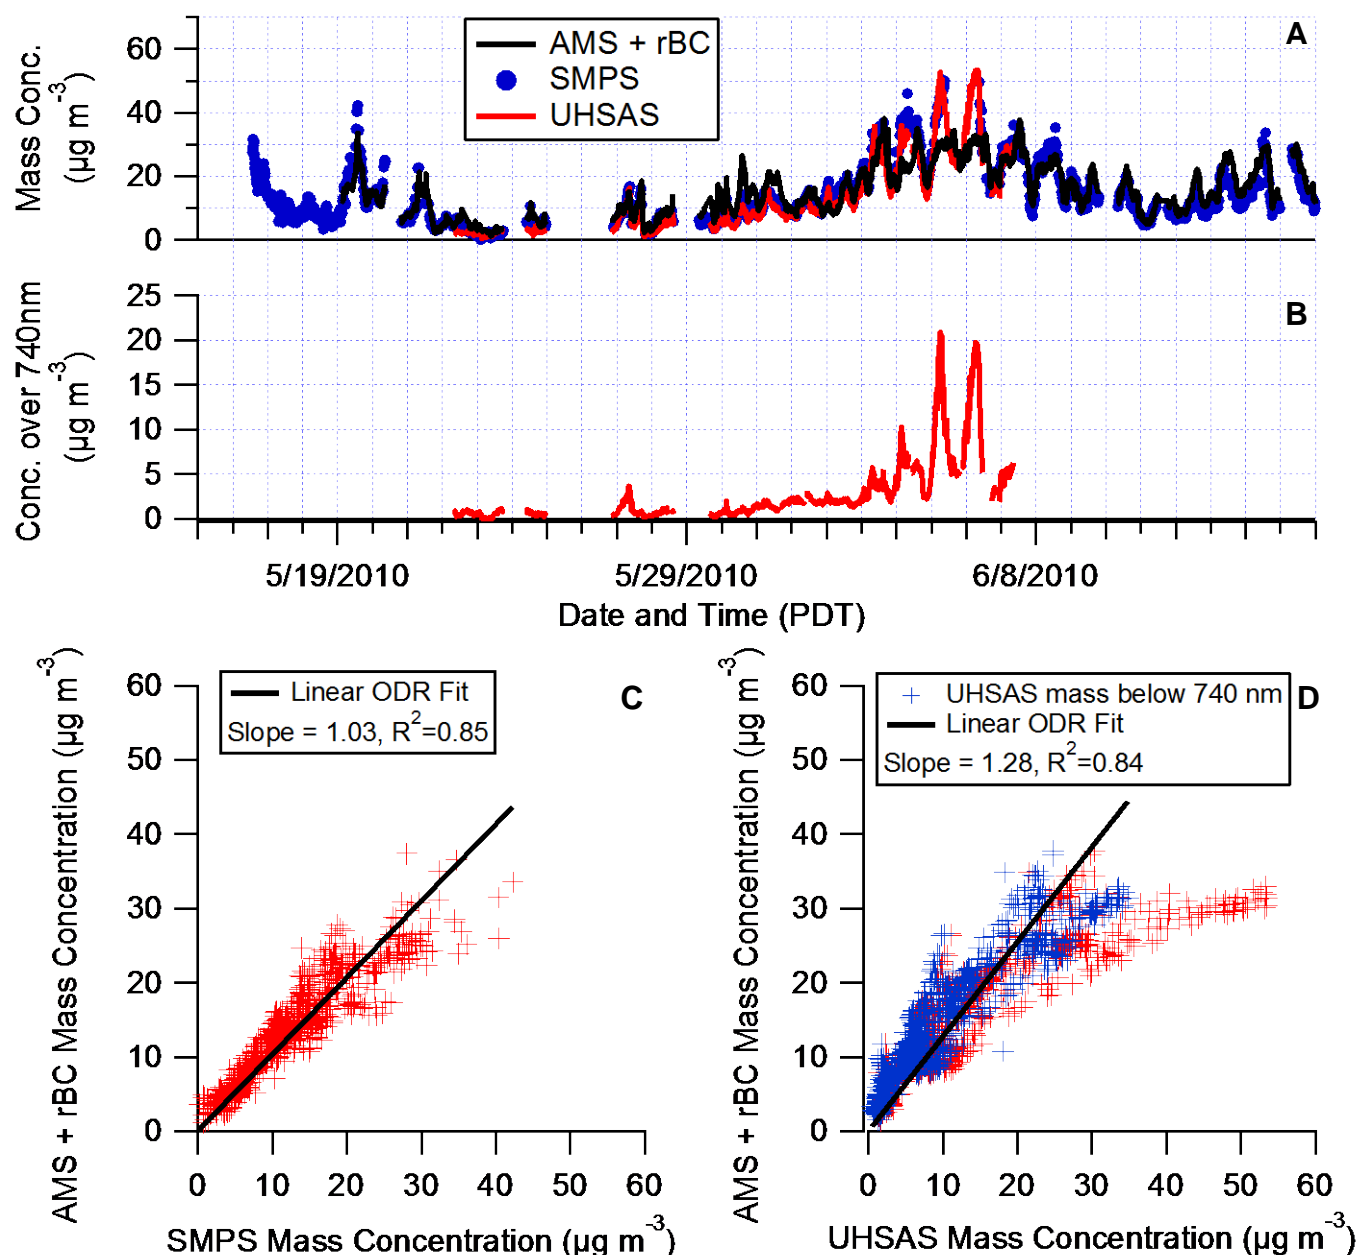 A
AMS + rBC
SMPS
UHSAS
Mass Conc.
(µg m⁻³)
60
40
20
0
B
Conc. over 740nm
(µg m⁻³)
25
20
15
10
5
0
5/19/2010 5/29/2010 6/8/2010
Date and Time (PDT)
C
Linear ODR Fit
Slope = 1.03, R²=0.85
AMS + rBC Mass Concentration (µg m⁻³)
60
50
40
30
20
10
0
0 10 20 30 40 50 60
SMPS Mass Concentration (µg m⁻³)
D
UHSAS mass below 740 nm
Linear ODR Fit
Slope = 1.28, R²=0.84
AMS + rBC Mass Concentration (µg m⁻³)
60
50
40
30
20
10
0
0 10 20 30 40 50 60
UHSAS Mass Concentration (µg m⁻³)